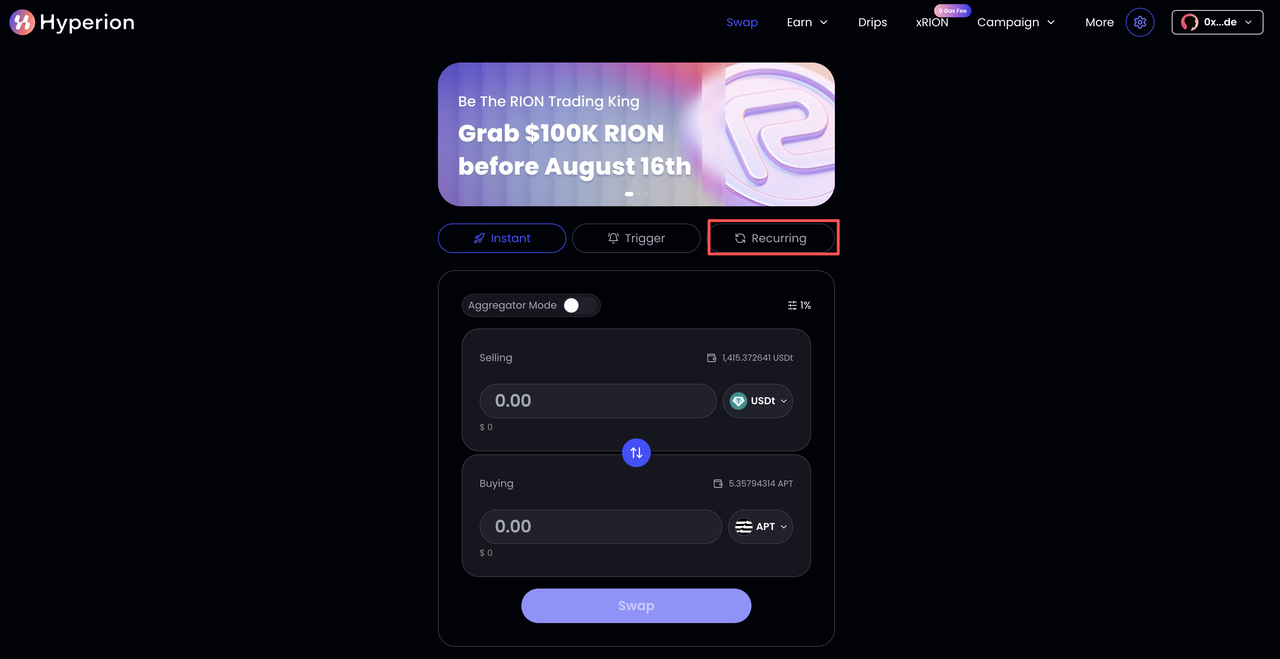 Hyperion
Swap
Earn
Drips
0 Gas Fee
xRION
Campaign
More
0x...de
Be The RION Trading King
Grab $100K RION
before August 16th
Instant
Trigger
Recurring
Aggregator Mode
1%
Selling
1,415.372641 USDt
0.00
USDt
$ 0
Buying
5.35794314 APT
0.00
APT
$ 0
Swap